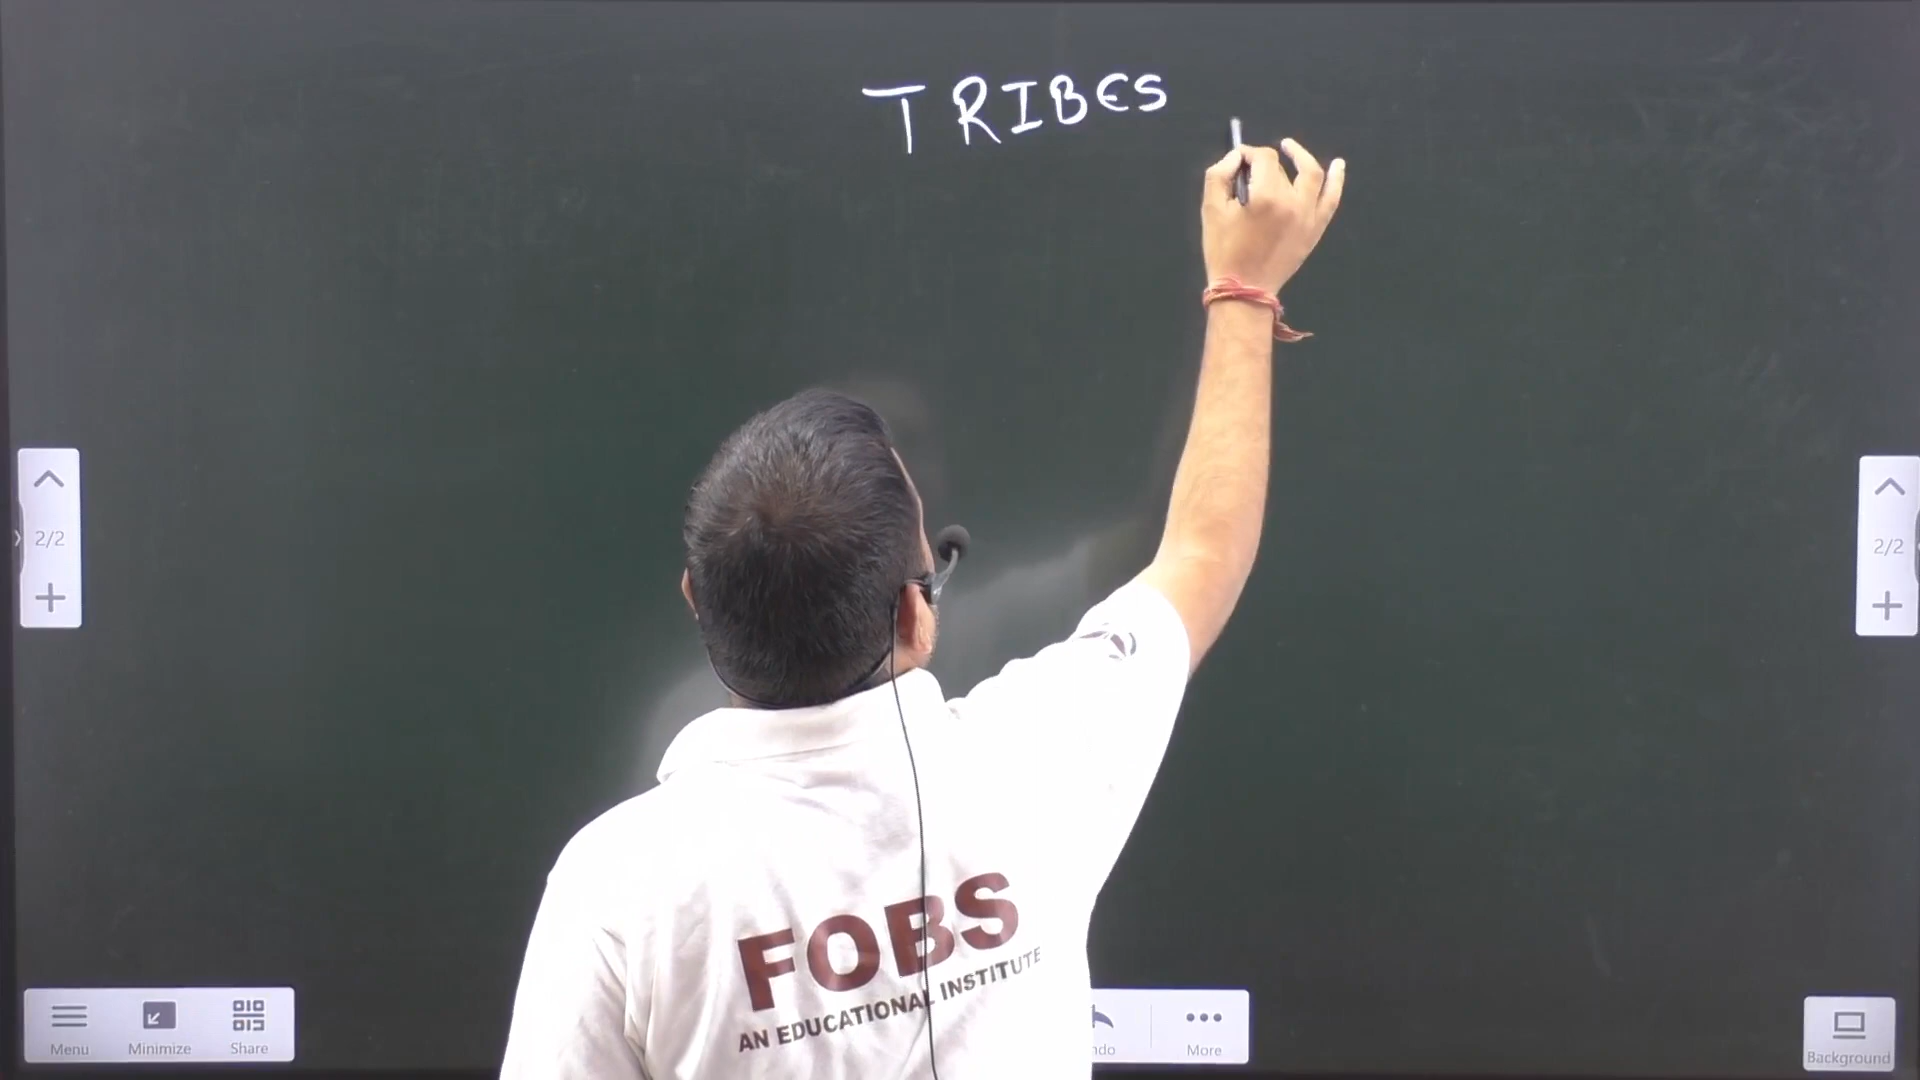 TRIBES
2/2
2/2
FOBS
AN EDUCATIONAL INSTITUTE
Menu Minimize Share
ndo More
Background